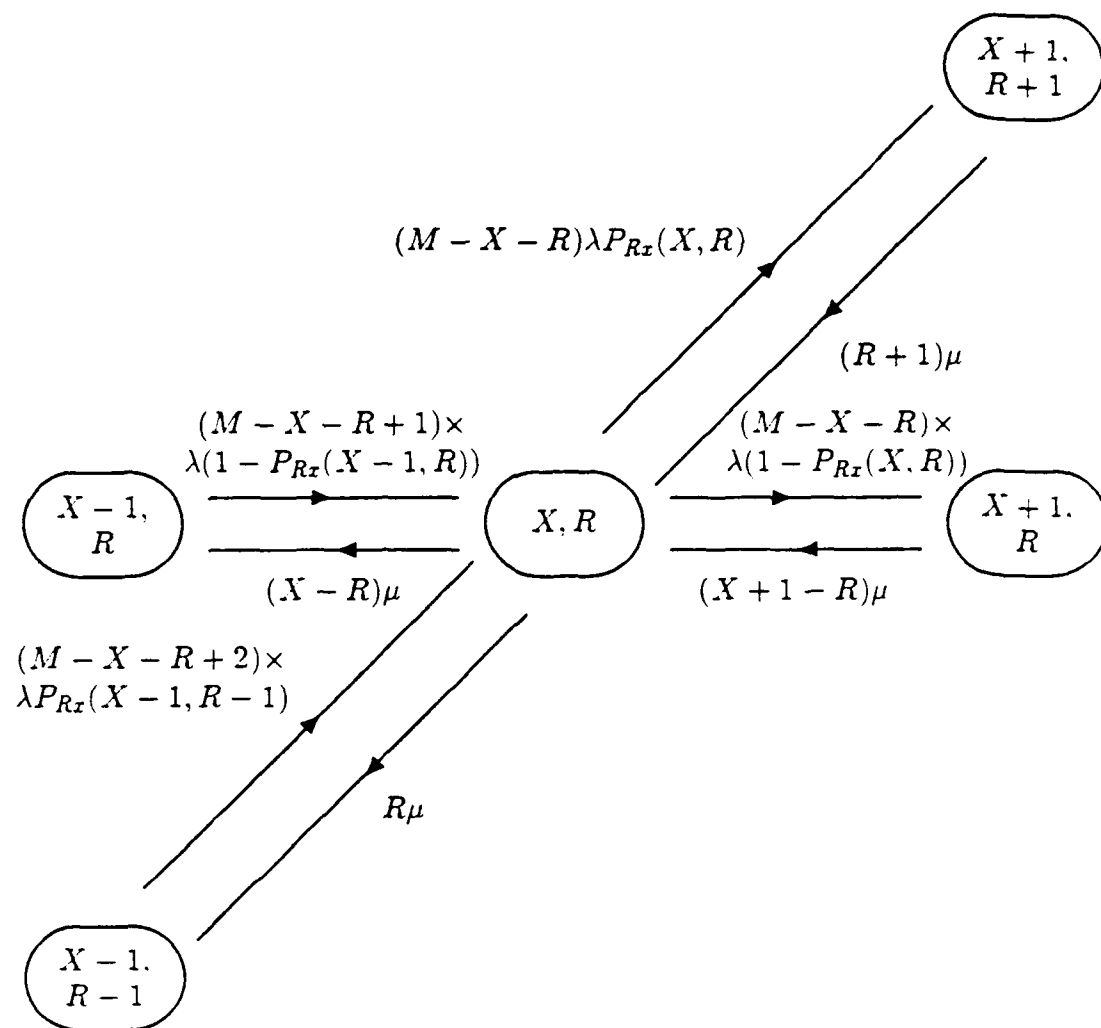 X + 1.
R + 1
(M − X − R)λP_{Rx}(X, R)
(R + 1)μ
(M − X − R + 1)×
λ(1 − P_{Rx}(X − 1, R))
(M − X − R)×
λ(1 − P_{Rx}(X, R))
X − 1,
R
X, R
X + 1.
R
(X − R)μ
(X + 1 − R)μ
(M − X − R + 2)×
λP_{Rx}(X − 1, R − 1)
Rμ
X − 1.
R − 1